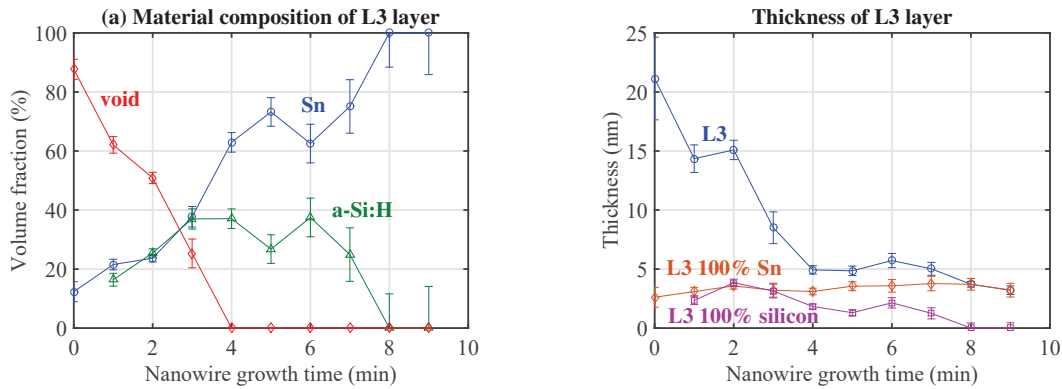 (a) Material composition of L3 layer
100
80
60
40
20
0
0
2
4
6
8
10
Volume fraction (%)
Nanowire growth time (min)
void
Sn
a-Si:H
Thickness of L3 layer
25
20
15
10
5
0
0
2
4
6
8
10
Thickness (nm)
Nanowire growth time (min)
L3
L3 100% Sn
L3 100% silicon